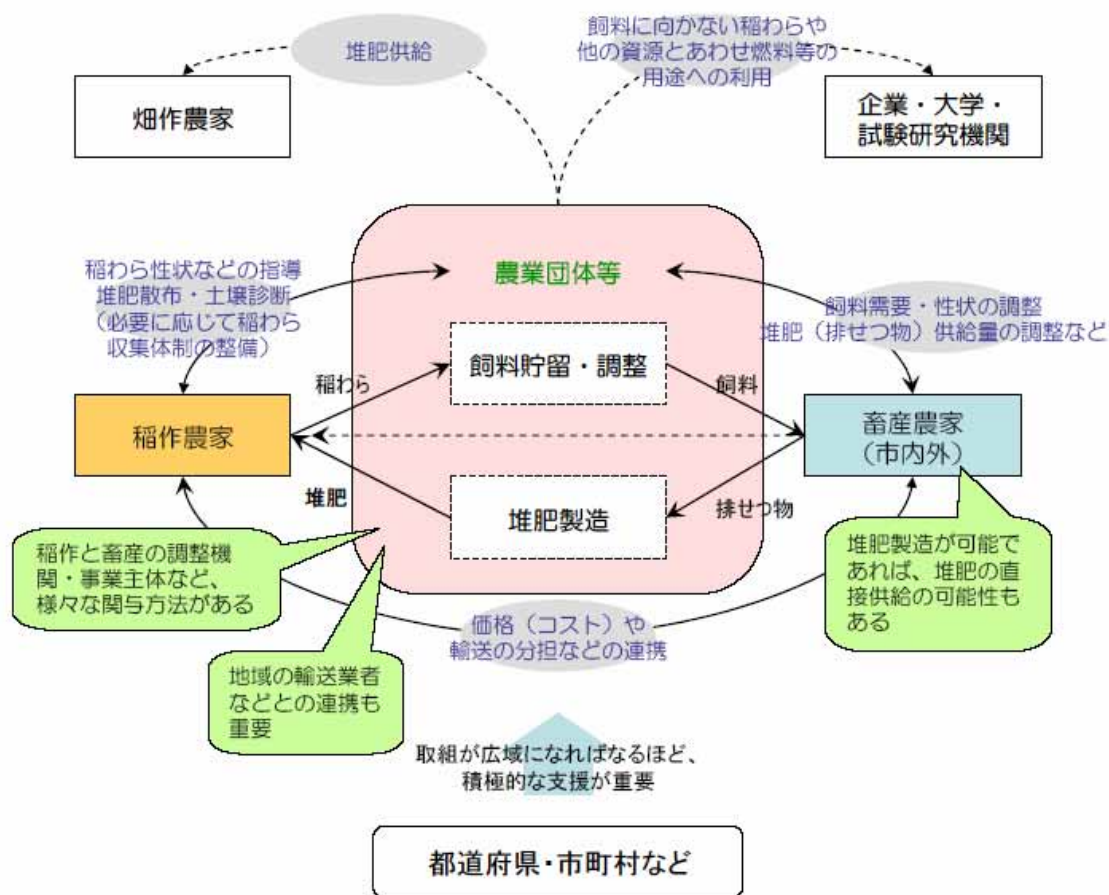 堆肥供給
飼料に向かない稲わらや
他の資源とあわせ燃料等の
用途への利用
畑作農家
企業・大学・
試験研究機関
農業団体等
稲わら性状などの指導
堆肥散布・土壌診断
（必要に応じて稲わら
収集体制の整備）
飼料需要・性状の調整
堆肥（排せつ物）供給量の調整など
飼料貯留・調整
稲わら
飼料
稲作農家
畜産農家
（市内外）
堆肥
堆肥製造
排せつ物
稲作と畜産の調整機
関・事業主体など、
様々な関与方法がある
堆肥製造が可能で
あれば、堆肥の直
接供給の可能性も
ある
価格（コスト）や
輸送の分担などの連携
地域の輸送業者
などとの連携も
重要
取組が広域になればなるほど、
積極的な支援が重要
都道府県・市町村など